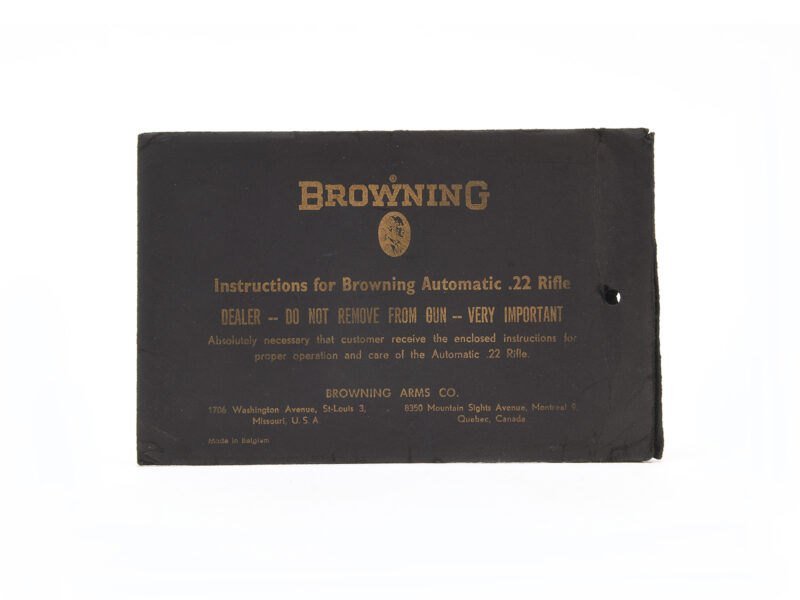 ®
BROWNING
Instructions for Browning Automatic .22 Rifle
DEALER -- DO NOT REMOVE FROM GUN -- VERY IMPORTANT
Absolutely necessary that customer receive the enclosed instructions for
proper operation and care of the Automatic .22 Rifle.
BROWNING ARMS CO.
1706 Washington Avenue, St-Louis 3, 8350 Mountain Sights Avenue, Montreal 9,
Missouri, U. S. A. Quebec, Canada
Made in Belgium